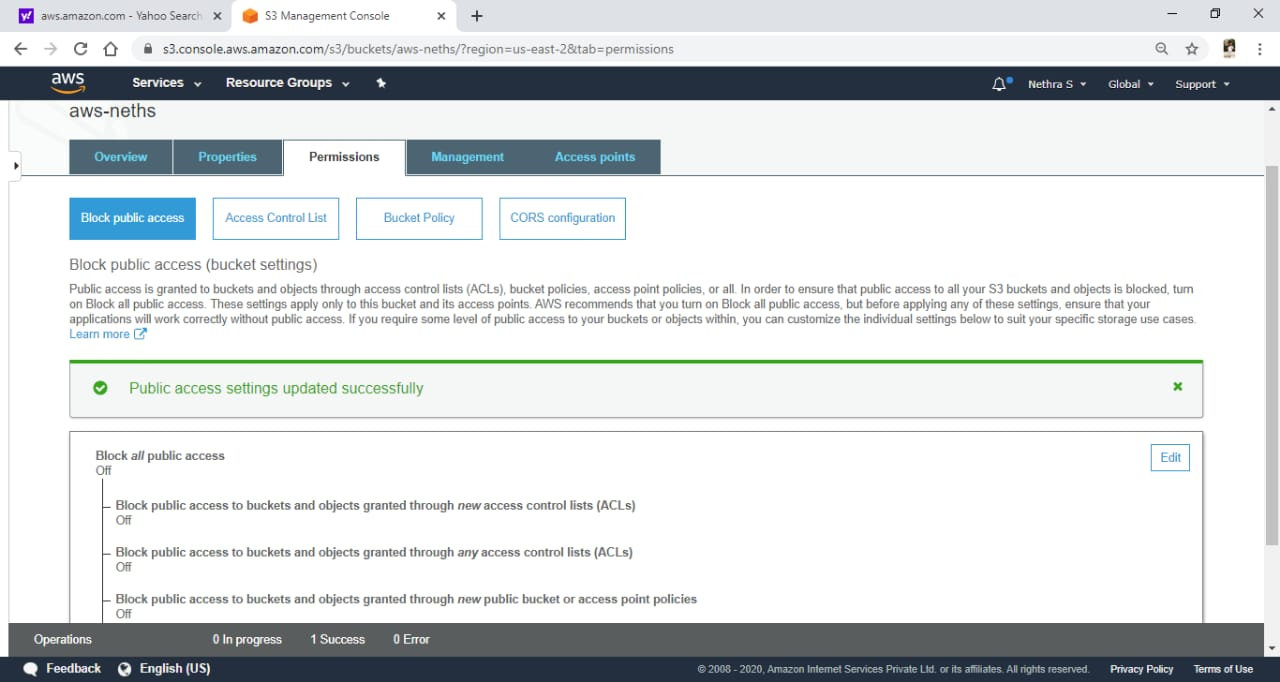 aws.amazon.com - Yahoo Search
S3 Management Console
s3.console.aws.amazon.com/s3/buckets/aws-neths/?region=us-east-2&tab=permissions
aws Services Resource Groups Nethra S Global Support
aws-neths
Overview Properties Permissions Management Access points
Block public access Access Control List Bucket Policy CORS configuration
Block public access (bucket settings)
Public access is granted to buckets and objects through access control lists (ACLs), bucket policies, access point policies, or all. In order to ensure that public access to all your S3 buckets and objects is blocked, turn
on Block all public access. These settings apply only to this bucket and its access points. AWS recommends that you turn on Block all public access, but before applying any of these settings, ensure that your
applications will work correctly without public access. If you require some level of public access to your buckets or objects within, you can customize the individual settings below to suit your specific storage use cases.
Learn more
Public access settings updated successfully
Block all public access
Edit
Off
Block public access to buckets and objects granted through new access control lists (ACLs)
Off
Block public access to buckets and objects granted through any access control lists (ACLs)
Off
Block public access to buckets and objects granted through new public bucket or access point policies
Off
Operations 0 In progress 1 Success 0 Error
Feedback English (US) © 2008 - 2020, Amazon Internet Services Private Ltd. or its affiliates. All rights reserved. Privacy Policy Terms of Use